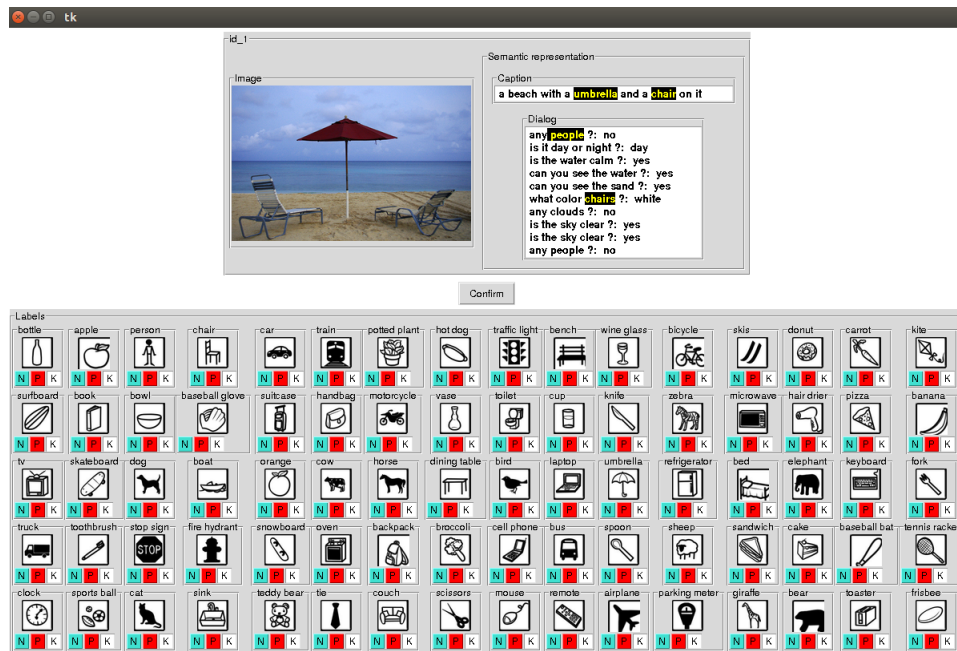 tk
id_1
Image
Semantic representation
Caption
a beach with a umbrella and a chair on it
Dialog
any people ?: no
is it day or night ?: day
is the water calm ?: yes
can you see the water ?: yes
can you see the sand ?: yes
what color chairs ?: white
any clouds ?: no
is the sky clear ?: yes
is the sky clear ?: yes
any people ?: no
Confirm
Labels
bottle apple person chair car train potted plant hot dog traffic light bench wine glass bicycle skis donut carrot kite
N P K N P K N P K N P K N P K N P K N P K N P K N P K N P K N P K N P K N P K N P K N P K N P K
surfboard book bowl baseball glove suitcase handbag motorcycle vase toilet cup knife zebra microwave hair drier pizza banana
N P K N P K N P K N P K N P K N P K N P K N P K N P K N P K N P K N P K N P K N P K N P K N P K
tv skateboard dog boat orange cow horse dining table bird laptop umbrella refrigerator bed elephant keyboard fork
N P K N P K N P K N P K N P K N P K N P K N P K N P K N P K N P K N P K N P K N P K N P K N P K
truck toothbrush stop sign fire hydrant snowboard oven backpack broccoli cell phone bus spoon sheep sandwich cake baseball bat tennis racke
STOP
N P K N P K N P K N P K N P K N P K N P K N P K N P K N P K N P K N P K N P K N P K N P K N P K
clock sports ball cat sink teddy bear tie couch scissors mouse remote airplane parking meter giraffe bear toaster frisbee
N P K N P K N P K N P K N P K N P K N P K N P K N P K N P K N P K N P K N P K N P K N P K N P K